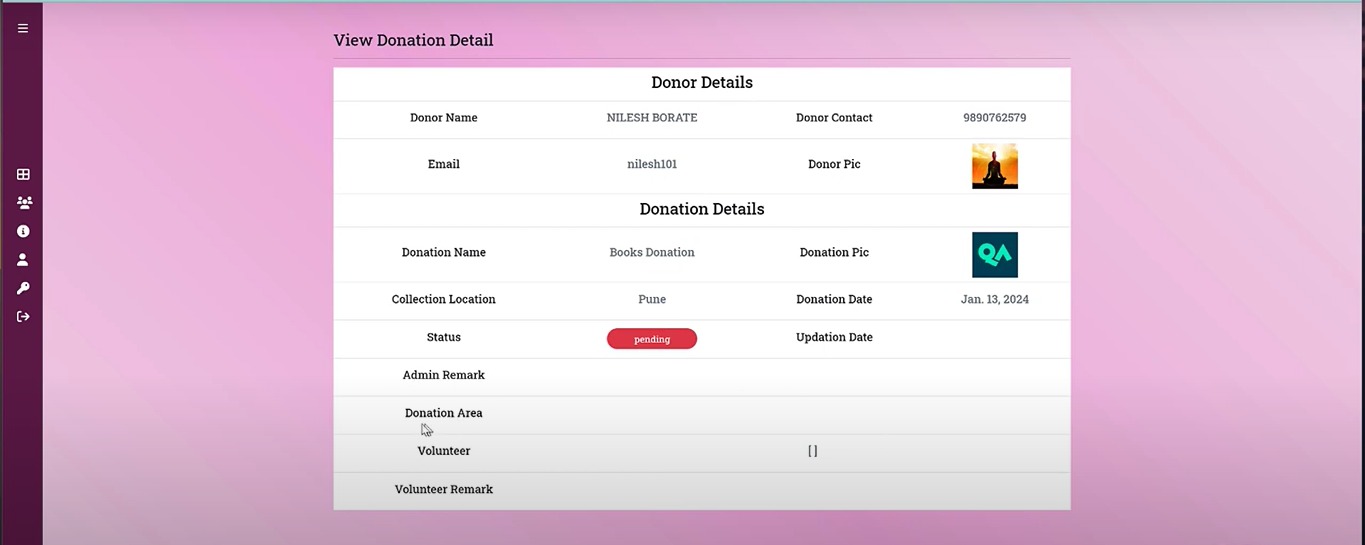 View Donation Detail
Donor Details
Donor Name NILESH BORATE Donor Contact 9890762579
Email nilesh101 Donor Pic
Donation Details
Donation Name Books Donation Donation Pic QA
Collection Location Pune Donation Date Jan. 13, 2024
Status pending Updation Date
Admin Remark
Donation Area
Volunteer [ ]
Volunteer Remark